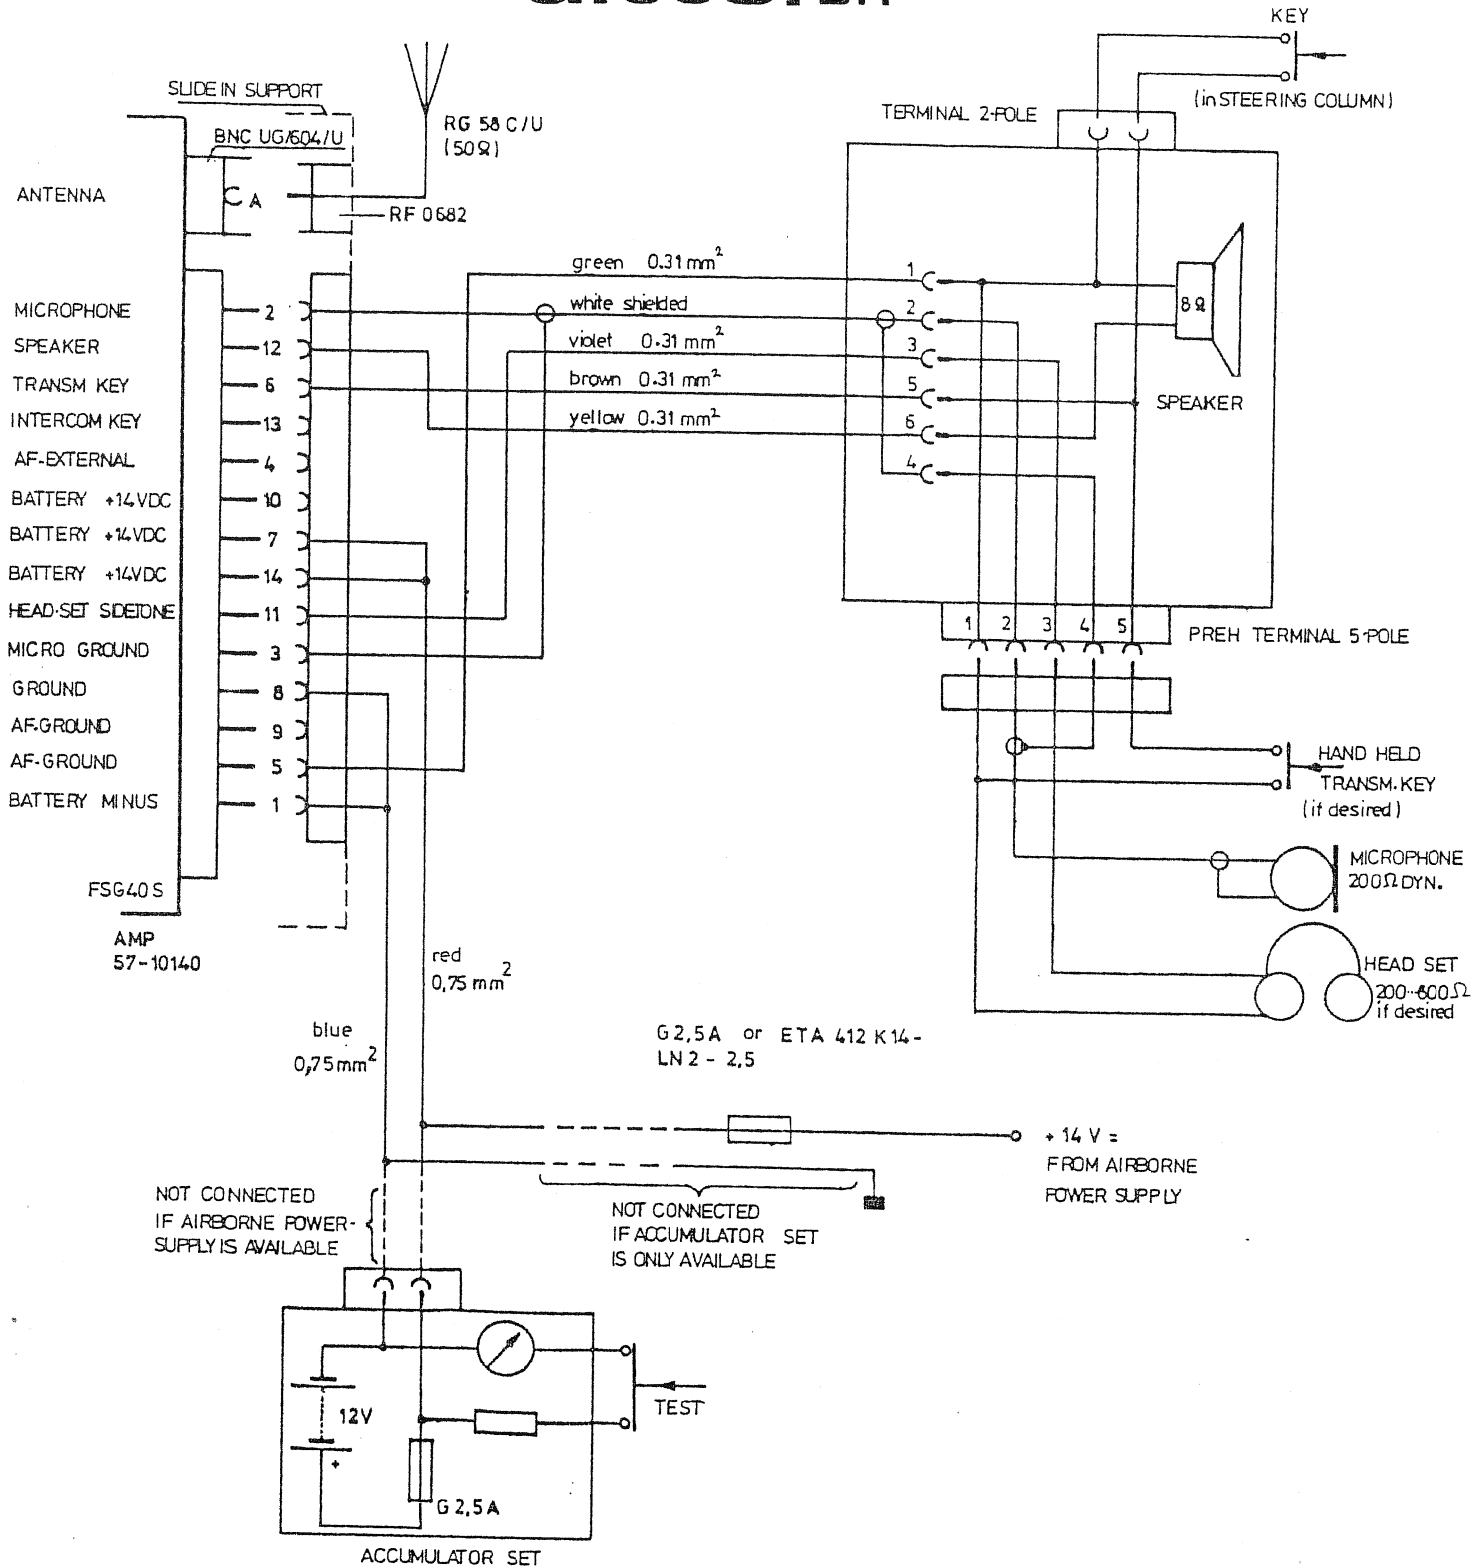 KEY
(in STEERING COLUMN)
TERMINAL 2-POLE
SLIDE IN SUPPORT
BNC UG/604/U
RG 58 C/U
(50Ω)
ANTENNA
A
RF 0682
green 0.31 mm²
white shielded
violet 0.31 mm²
brown 0.31 mm²
yellow 0.31 mm²
1
2
3
5
6
4
8Ω
SPEAKER
MICROPHONE 2
SPEAKER 12
TRANSM KEY 6
INTERCOM KEY 13
AF-EXTERNAL 4
BATTERY +14VDC 10
BATTERY +14VDC 7
BATTERY +14VDC 14
HEAD-SET SIDETONE 11
MICRO GROUND 3
GROUND 8
AF-GROUND 9
AF-GROUND 5
BATTERY MINUS 1
FSG40S
AMP
57-10140
1 2 3 4 5
PREH TERMINAL 5-POLE
HAND HELD
TRANSM. KEY
(if desired)
MICROPHONE
200Ω DYN.
HEAD SET
200...600Ω
if desired
red
0,75 mm²
blue
0,75 mm²
G 2,5A or ETA 412 K14-
LN2 - 2,5
+ 14 V =
FROM AIRBORNE
POWER SUPPLY
NOT CONNECTED
IF AIRBORNE POWER-
SUPPLY IS AVAILABLE
NOT CONNECTED
IF ACCUMULATOR SET
IS ONLY AVAILABLE
12V
+
TEST
G 2,5A
ACCUMULATOR SET